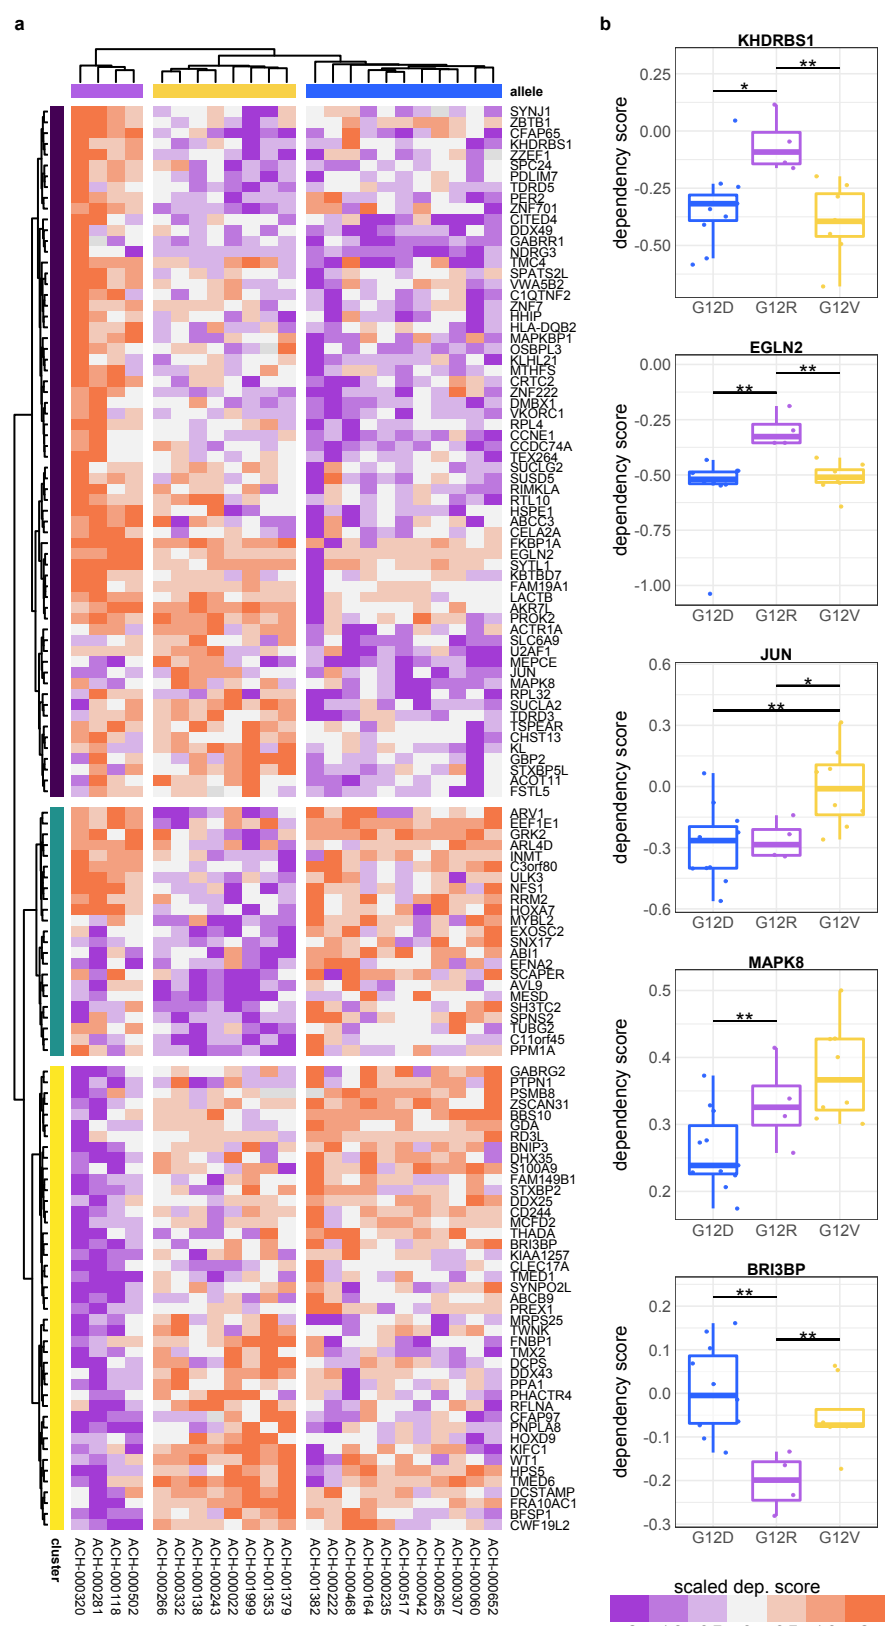 a
allele
SYNJ1
ZBTB1
CFAP65
KHDRBS1
ZZEF1
SPC24
PDLIM7
TDRD5
PER2
ZNF701
CITED4
DDX49
GABRR1
NDRG3
TMC4
SPATS2L
VWA5B2
C1QTNF2
ZNF7
HHIP
HLA-DQB2
MAPKBP1
OSBPL3
KLHL21
MTHFS
CRTC2
ZNF222
DMBX1
VKORC1
RPL4
CCNE1
CCDC74A
TEX264
SUCLG2
SUSD5
RIMKLA
RTL10
HSPE1
ABCC3
CELA2A
FKBP1A
EGLN2
SYTL1
KBTBD7
FAM19A1
LACTB
AKR7L
PROK2
ACTR1A
SLC6A9
U2AF1
MEPCE
JUN
MAPK8
RPL32
SUCLA2
TDRD3
TSPEAR
CHST13
KL
GBP2
STXBP5L
ACOT11
FSTL5
ARV1
EEF1E1
GRK2
ARL4D
INMT
C3orf80
ULK3
NFS1
RRM2
HOXA7
MYBL2
EXOSC2
SNX17
ABI1
EFNA2
SCAPER
AVL9
MESD
SH3TC2
SPNS2
TUBG2
C11orf45
PPM1A
GABRG2
PTPN1
PSMB8
ZSCAN31
BBS10
GDA
RD3L
BNIP3
DHX35
S100A9
FAM149B1
STXBP2
DDX25
CD244
MCFD2
THADA
BRI3BP
KIAA1257
CLEC17A
TMED1
SYNPO2L
ABCB9
PREX1
MRPS25
TWNK
FNBP1
TMX2
DCPS
DDX43
PPA1
PHACTR4
RFLNA
CFAP97
PNPLA8
HOXD9
KIFC1
WT1
HPS5
TMED6
DCSTAMP
FRA10AC1
BFSP1
CWF19L2
cluster
ACH-000320
ACH-000281
ACH-000118
ACH-000502
ACH-000266
ACH-000332
ACH-000138
ACH-000243
ACH-000022
ACH-001999
ACH-001353
ACH-001379
ACH-001382
ACH-000222
ACH-000468
ACH-000164
ACH-000235
ACH-000517
ACH-000042
ACH-000265
ACH-000307
ACH-000060
ACH-000652
b
KHDRBS1
dependency score
0.25
0.00
-0.25
-0.50
*
**
G12D G12R G12V
EGLN2
dependency score
0.00
-0.25
-0.50
-0.75
-1.00
**
**
G12D G12R G12V
JUN
dependency score
0.6
0.3
0.0
-0.3
-0.6
*
**
G12D G12R G12V
MAPK8
dependency score
0.5
0.4
0.3
0.2
**
G12D G12R G12V
BRI3BP
dependency score
0.2
0.1
0.0
-0.1
-0.2
-0.3
**
**
G12D G12R G12V
scaled dep. score